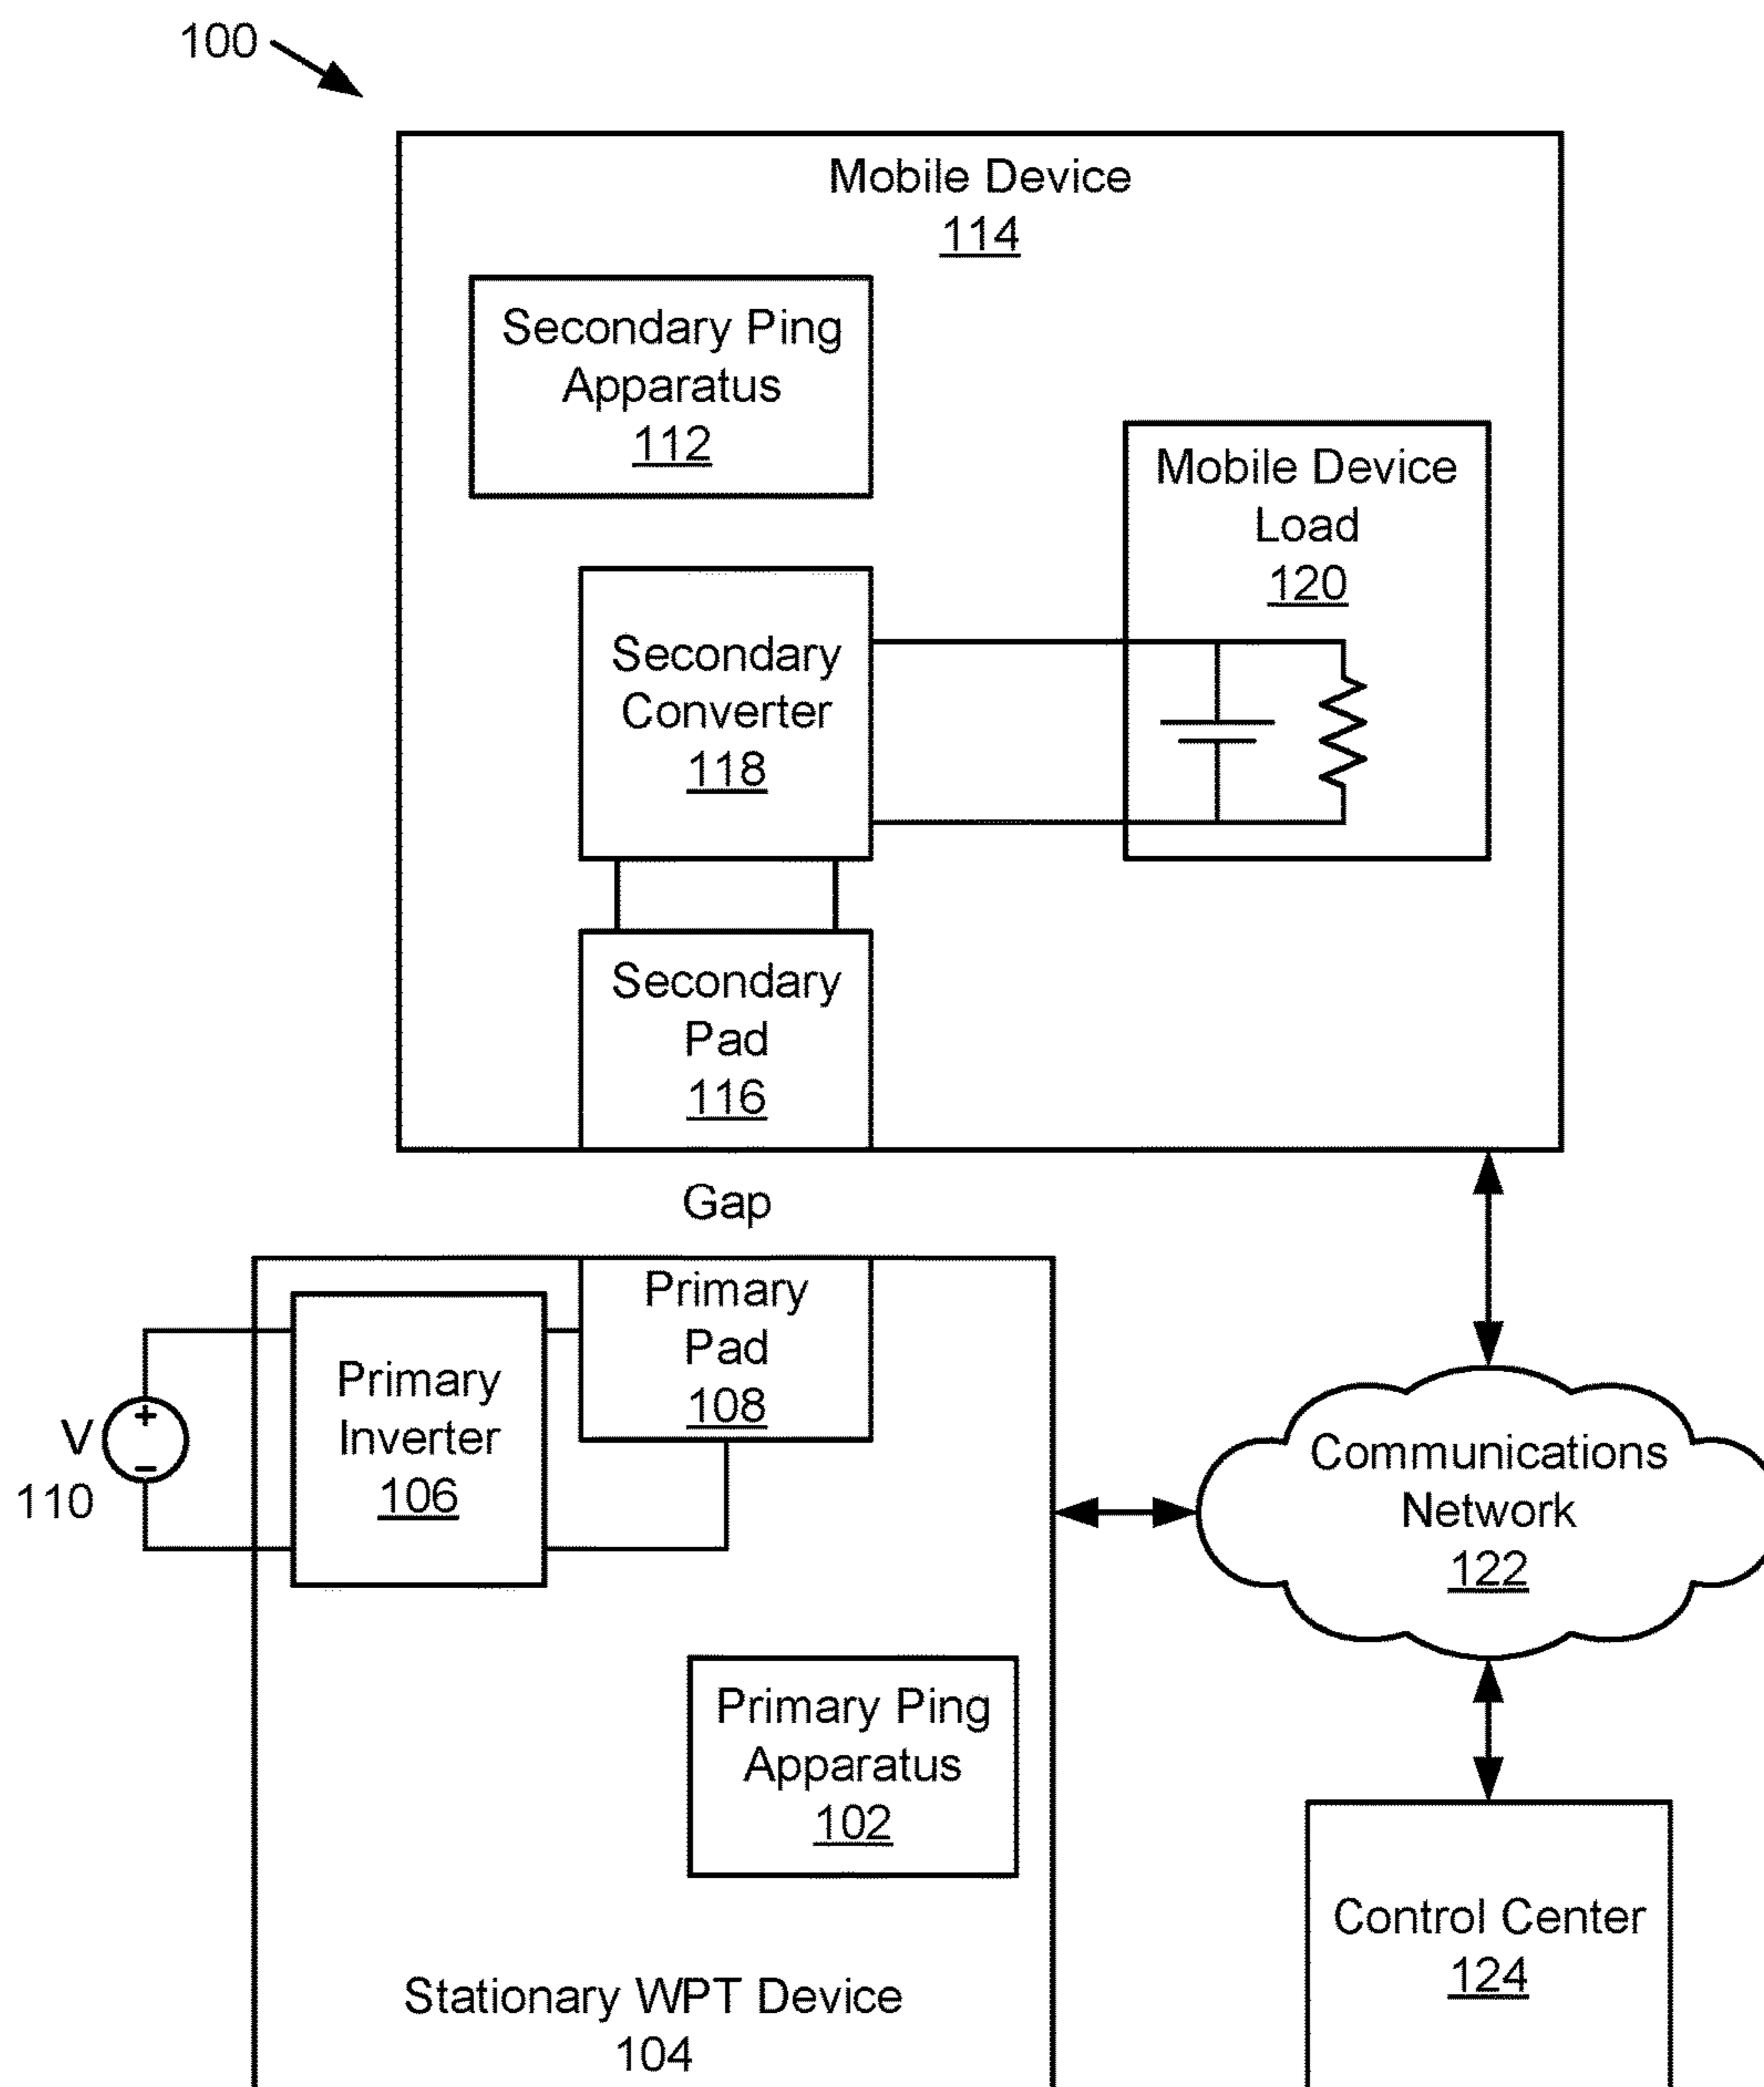 100
Mobile Device
114
Secondary Ping
Apparatus
112
Mobile Device
Load
120
Secondary
Converter
118
Secondary
Pad
116
Gap
Primary
Pad
108
Primary
Inverter
106
+
V
–
110
Communications
Network
122
Primary Ping
Apparatus
102
Control Center
124
Stationary WPT Device
104